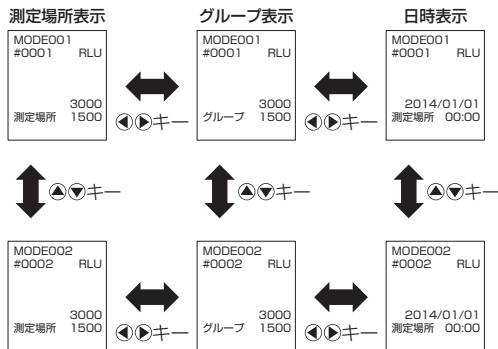 測定場所表示
グループ表示
日時表示
MODE001
#0001 RLU
3000
測定場所 1500
◀▶キー
MODE001
#0001 RLU
3000
グループ 1500
◀▶キー
MODE001
#0001 RLU
2014/01/01
測定場所 00:00
▲▼キー
▲▼キー
▲▼キー
MODE002
#0002 RLU
3000
測定場所 1500
◀▶キー
MODE002
#0002 RLU
3000
グループ 1500
◀▶キー
MODE002
#0002 RLU
2014/01/01
測定場所 00:00